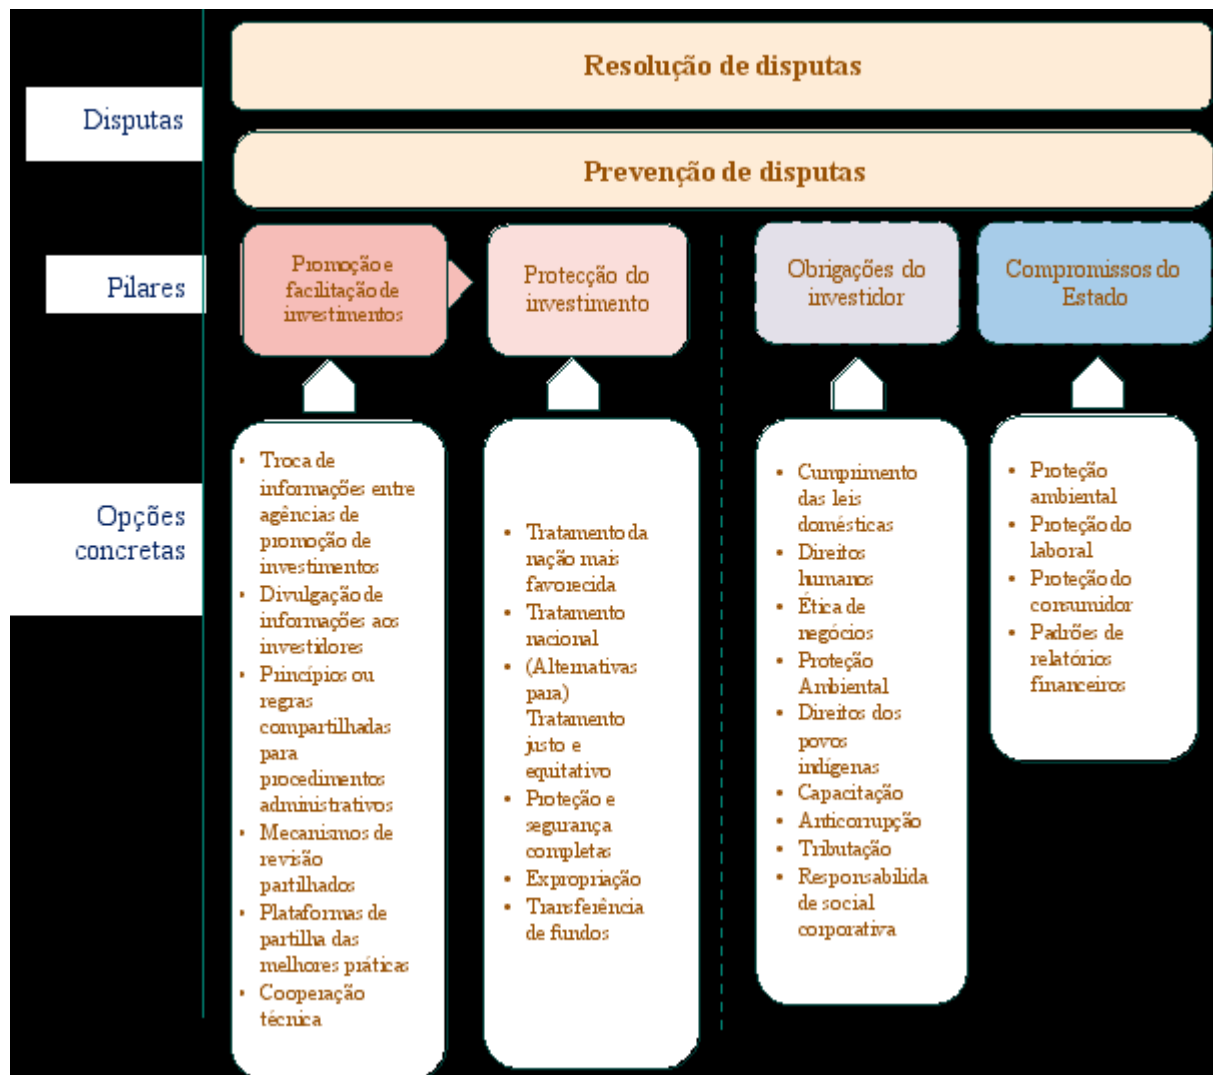 Disputas
Resolução de disputas
Prevenção de disputas
Pilares
Promoção e
facilitação de
investimentos
Protecção do
investimento
Obrigações do
investidor
Compromissos do
Estado
Opções
concretas
• Troca de
informações entre
agências de
promoção de
investimentos
• Divulgação de
informações aos
investidores
• Princípios ou
regras
compartilhadas
para
procedimentos
administrativos
• Mecanismos de
revisão
partilhados
• Plataformas de
partilha das
melhores práticas
• Cooperação
técnica
• Tratamento da
nação mais
favorecida
• Tratamento
nacional
• (Alternativas
para)
Tratamento
justo e
equitativo
• Proteção e
segurança
completas
• Expropriação
• Transferência
de fundos
• Cumprimento
das leis
domésticas
• Direitos
humanos
• Ética de
negócios
• Proteção
Ambiental
• Direitos dos
povos
indígenas
• Capacitação
• Anticorrupção
• Tributação
• Responsabilida
de social
corporativa
• Proteção
ambiental
• Proteção do
laboral
• Proteção do
consumidor
• Padrões de
relatórios
financeiros